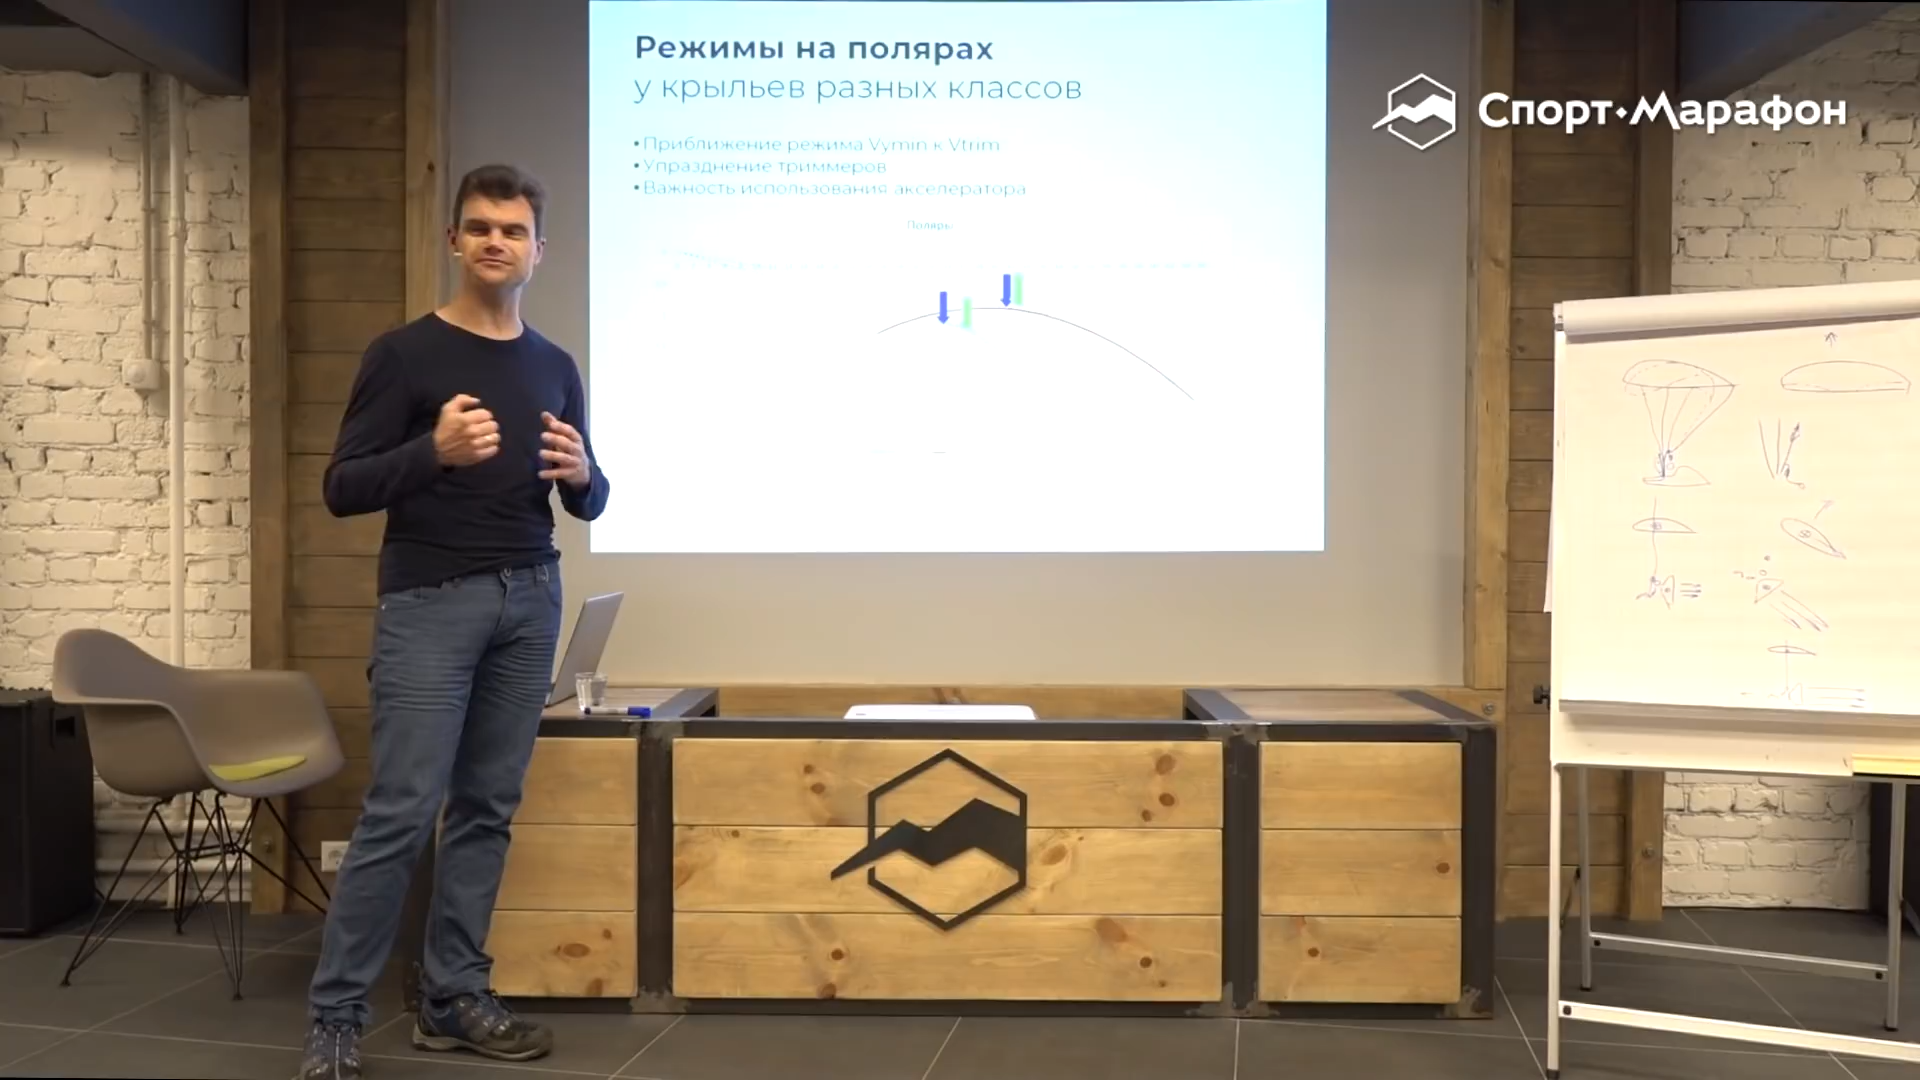 Режимы на полярах
у крыльев разных классов
• Приближение режима Vymin к Vtrim
• Упразднение триммеров
• Важность использования акселератора
Поляры
Спорт-Марафон